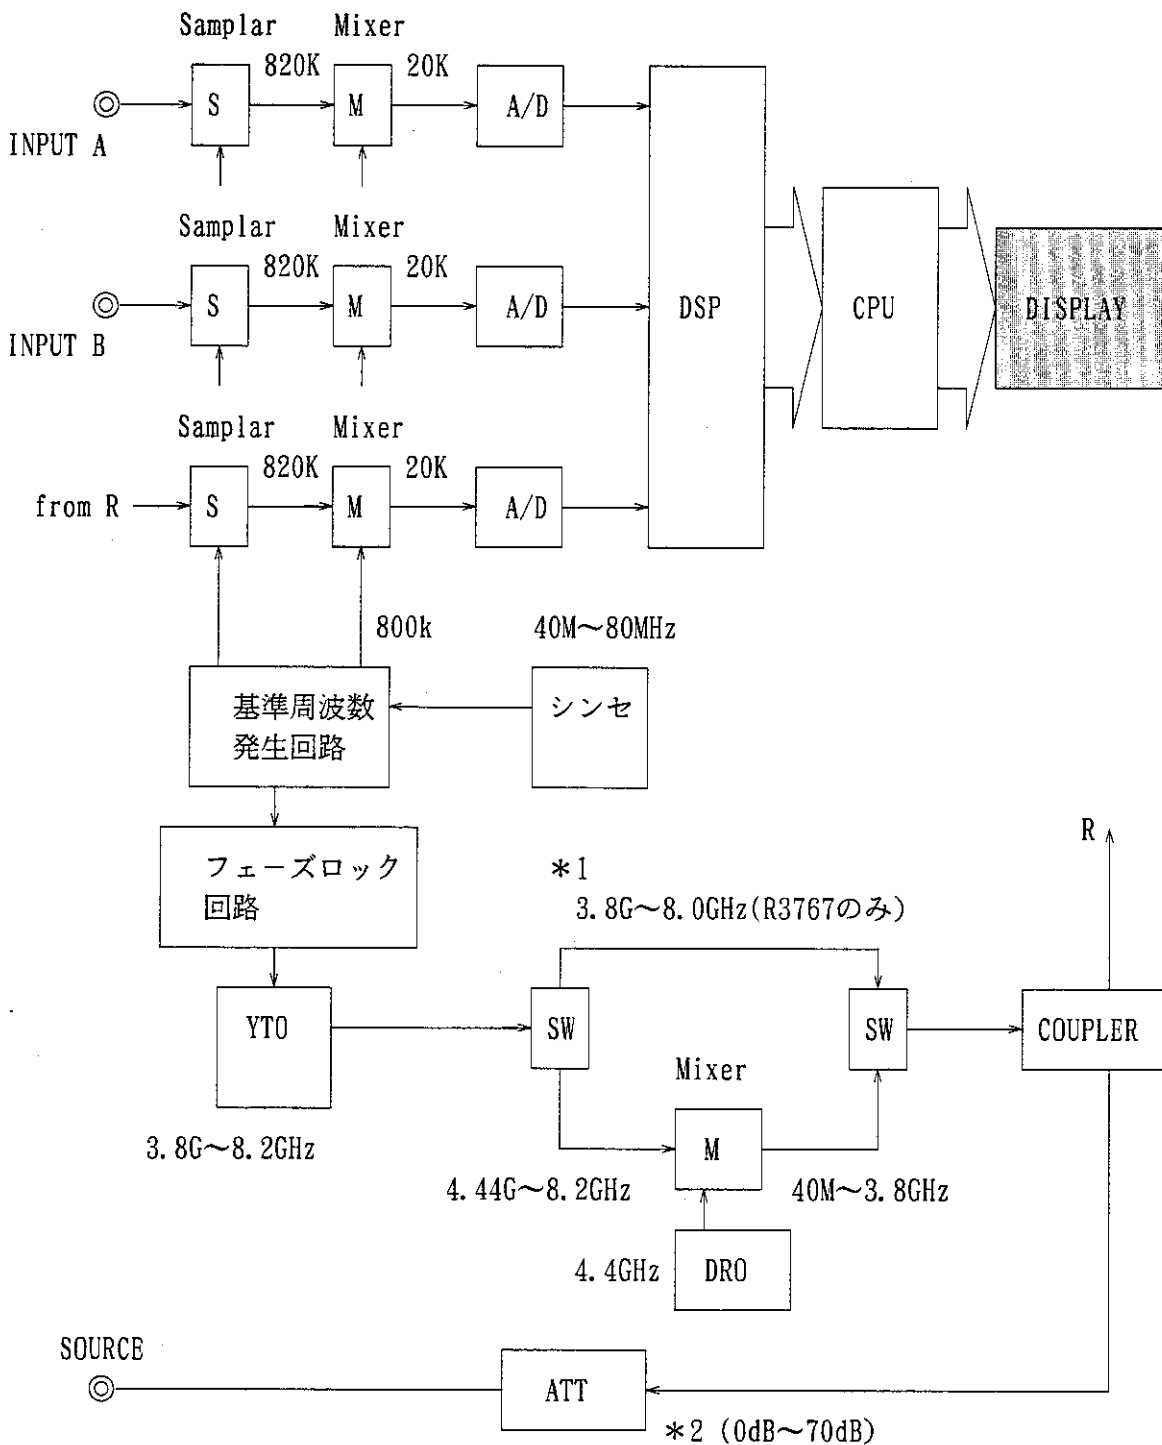 Samplar
Mixer
820K
20K
S
M
A/D
INPUT A
Samplar
Mixer
820K
20K
S
M
A/D
INPUT B
DSP
CPU
DISPLAY
Samplar
Mixer
820K
20K
from R
S
M
A/D
800k
40M～80MHz
基準周波数
発生回路
シンセ
フェーズロック
回路
R
＊1
3.8G～8.0GHz(R3767のみ)
YTO
SW
SW
COUPLER
Mixer
3.8G～8.2GHz
M
4.44G～8.2GHz
40M～3.8GHz
4.4GHz
DRO
SOURCE
ATT
＊2 (0dB～70dB)